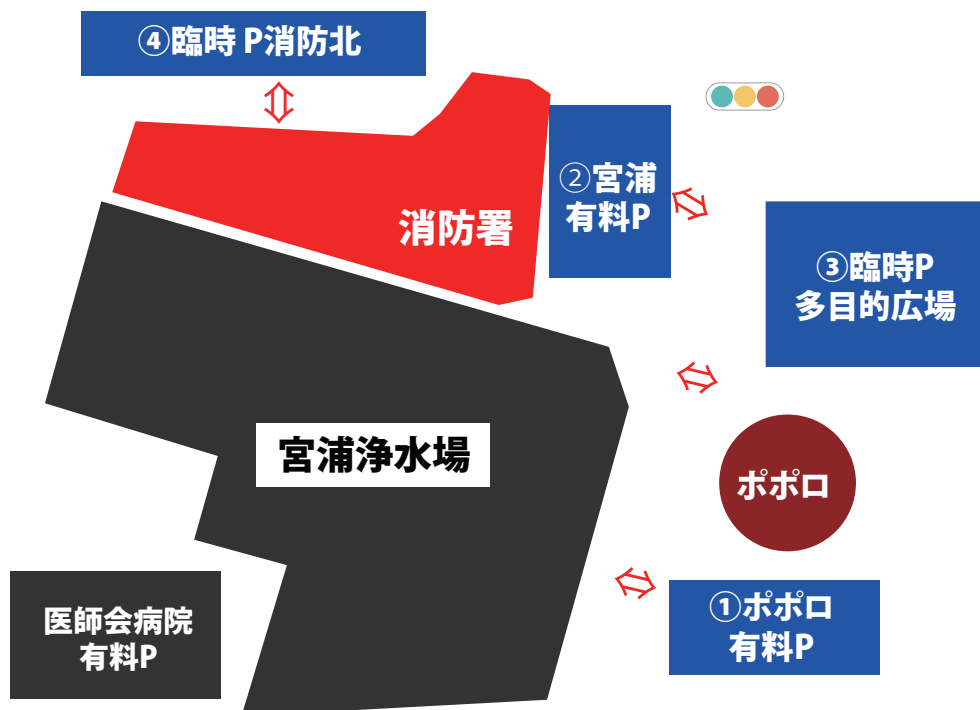 ④臨時 P消防北
消防署
②宮浦
有料P
③臨時P
多目的広場
宮浦浄水場
ポポロ
①ポポロ
有料P
医師会病院
有料P